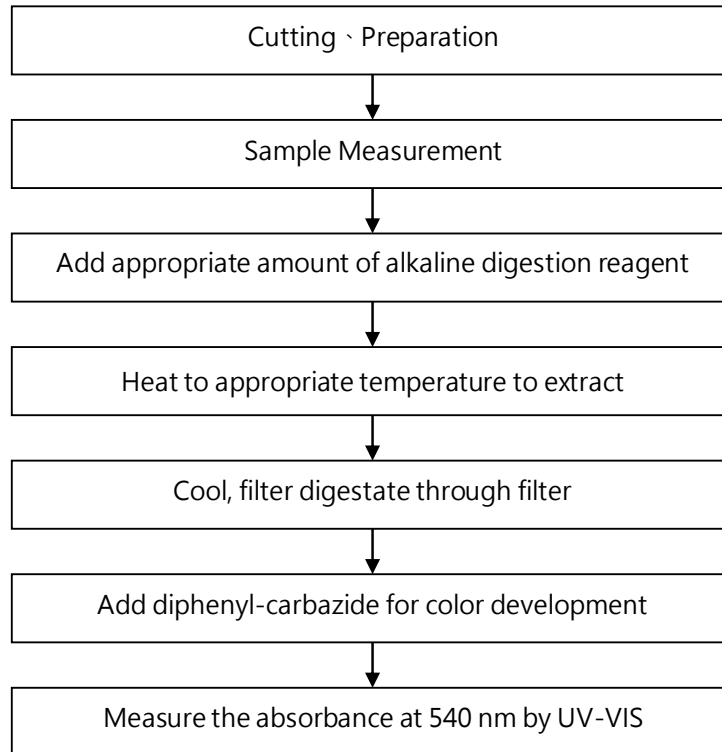 Cutting、Preparation
Sample Measurement
Add appropriate amount of alkaline digestion reagent
Heat to appropriate temperature to extract
Cool, filter digestate through filter
Add diphenyl-carbazide for color development
Measure the absorbance at 540 nm by UV-VIS